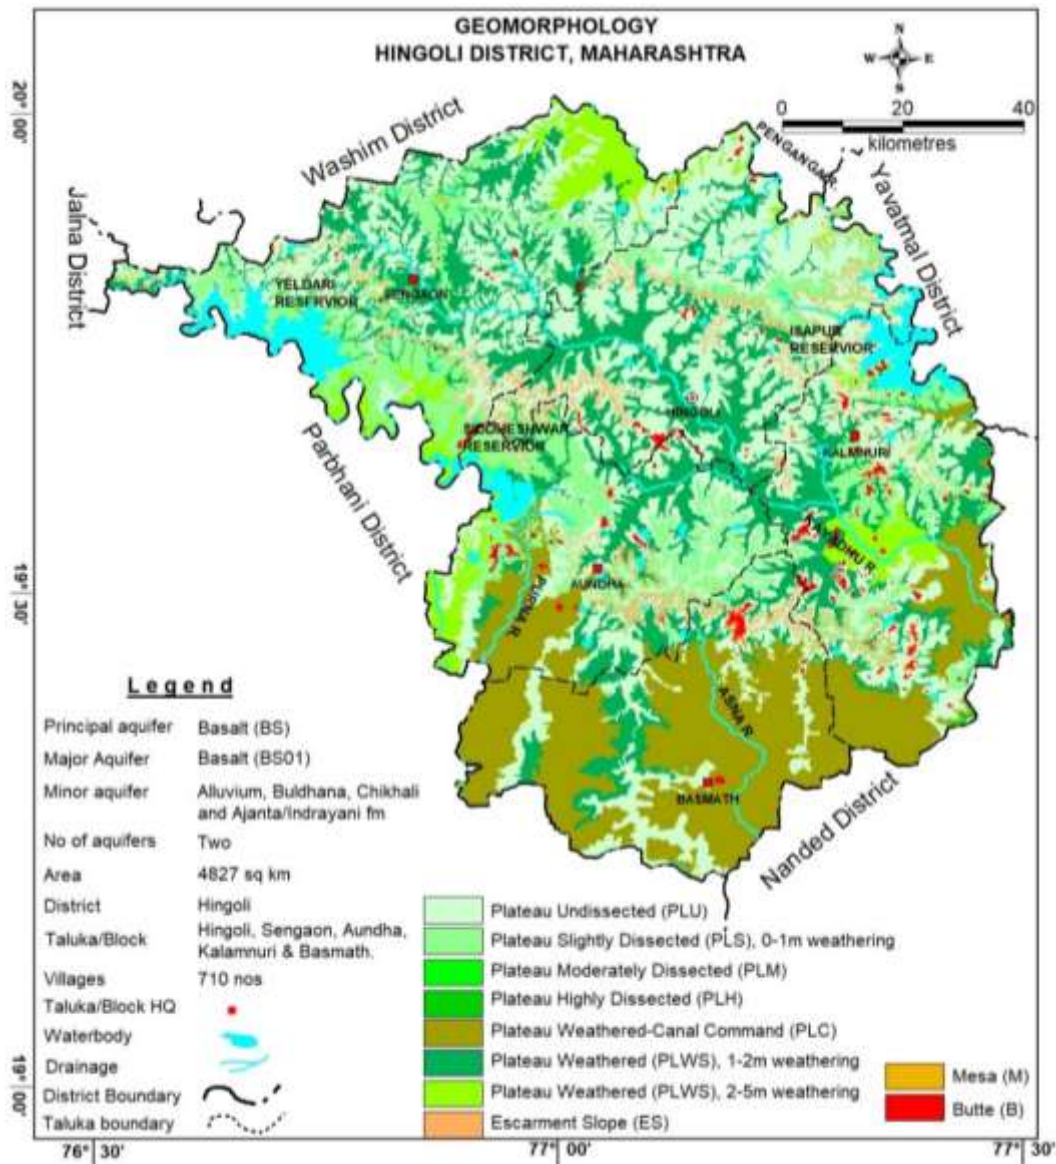 GEOMORPHOLOGY
HINGOLI DISTRICT, MAHARASHTRA
N
W E
S
0 20 40
kilometres
20° 00'
19° 30'
19° 00'
Washim District
PENGANGA R.
Yavatmal District
Jalna District
YELDARI
RESERVIOR
SENGAON
ISAPUR
RESERVIOR
HINGOLI
SIDDHESHWAR
RESERVIOR
KALMNURI
Parbhani District
KAYADHU R.
AUNDHA
PURNA R.
ASNA R.
BASMATH
Nanded District
Legend
Principal aquifer Basalt (BS)
Major Aquifer Basalt (BS01)
Minor aquifer Alluvium, Buldhana, Chikhali
and Ajanta/Indrayani fm
No of aquifers Two
Area 4827 sq km
District Hingoli
Taluka/Block Hingoli, Sengaon, Aundha,
Kalamnuri & Basmath.
Villages 710 nos
Taluka/Block HQ
Waterbody
Drainage
District Boundary
Taluka boundary
Plateau Undissected (PLU)
Plateau Slightly Dissected (PLS), 0-1m weathering
Plateau Moderately Dissected (PLM)
Plateau Highly Dissected (PLH)
Plateau Weathered-Canal Command (PLC)
Plateau Weathered (PLWS), 1-2m weathering
Plateau Weathered (PLWS), 2-5m weathering
Escarment Slope (ES)
Mesa (M)
Butte (B)
76° 30' 77° 00' 77° 30'